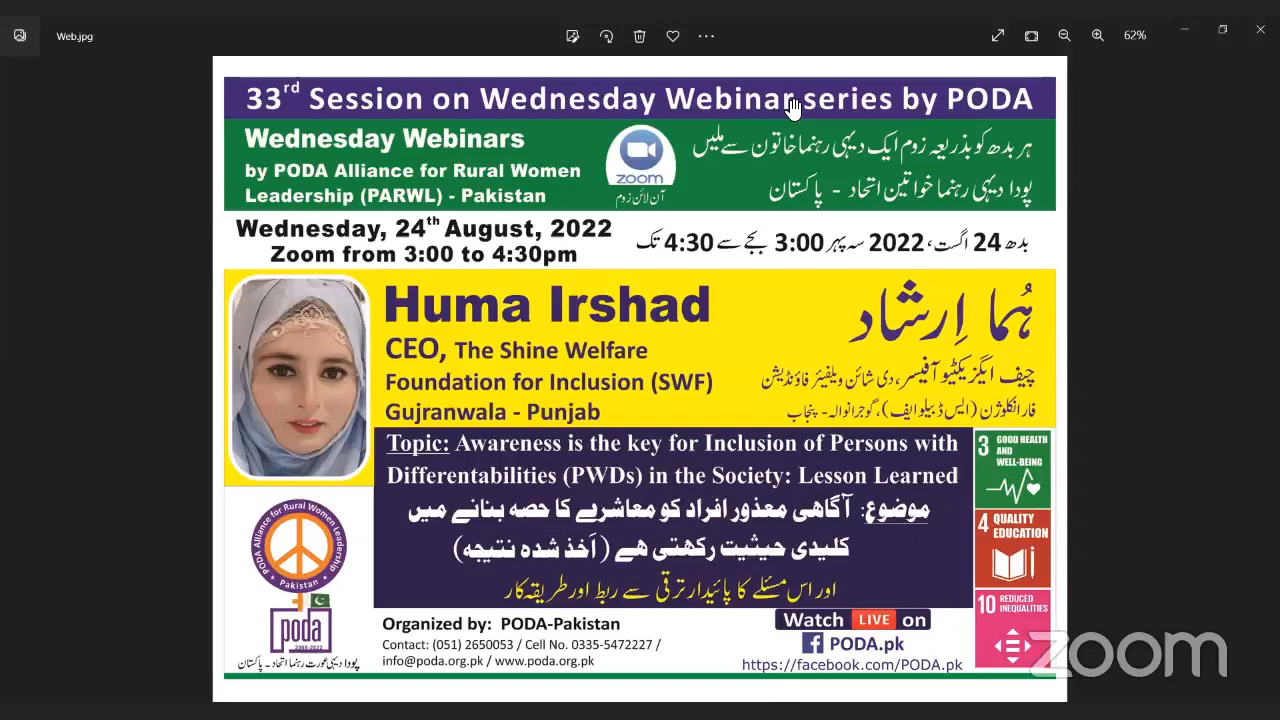 Web.jpg
62%
33rd Session on Wednesday Webinar series by PODA
Wednesday Webinars
by PODA Alliance for Rural Women
Leadership (PARWL) - Pakistan
zoom
آن لائن زوم
ہر بدھ کو بذریعہ زوم ایک دیہی رہنما خاتون سے ملیں
پودا دیہی رہنما خواتین اتحاد - پاکستان
Wednesday, 24th August, 2022
Zoom from 3:00 to 4:30pm
بدھ 24 اگست، 2022 سہ پہر 3:00 بجے سے 4:30 تک
Huma Irshad
CEO, The Shine Welfare
Foundation for Inclusion (SWF)
Gujranwala - Punjab
ہُما اِرشاد
چیف ایگزیکٹیو آفیسر، دی شائن ویلفیئر فاؤنڈیشن
فار انکلوژن (ایس ڈبلیو ایف)، گوجرانوالہ - پنجاب
Topic: Awareness is the key for Inclusion of Persons with
Differentabilities (PWDs) in the Society: Lesson Learned
موضوع: آگاہی معذور افراد کو معاشرے کا حصہ بنانے میں
کلیدی حیثیت رکھتی ہے (اَخذ شدہ نتیجہ)
اور اس مسئلے کا پائیدار ترقی سے ربط اور طریقہ کار
3 GOOD HEALTH
AND
WELL-BEING
4 QUALITY
EDUCATION
10 REDUCED
INEQUALITIES
PODA Alliance for Rural Women Leadership
Pakistan
poda
2003-2022
پودا دیہی عورت رہنما اتحاد - پاکستان
Organized by: PODA-Pakistan
Contact: (051) 2650053 / Cell No. 0335-5472227 /
info@poda.org.pk / www.poda.org.pk
Watch LIVE on
PODA.pk
https://facebook.com/PODA.pk
zoom